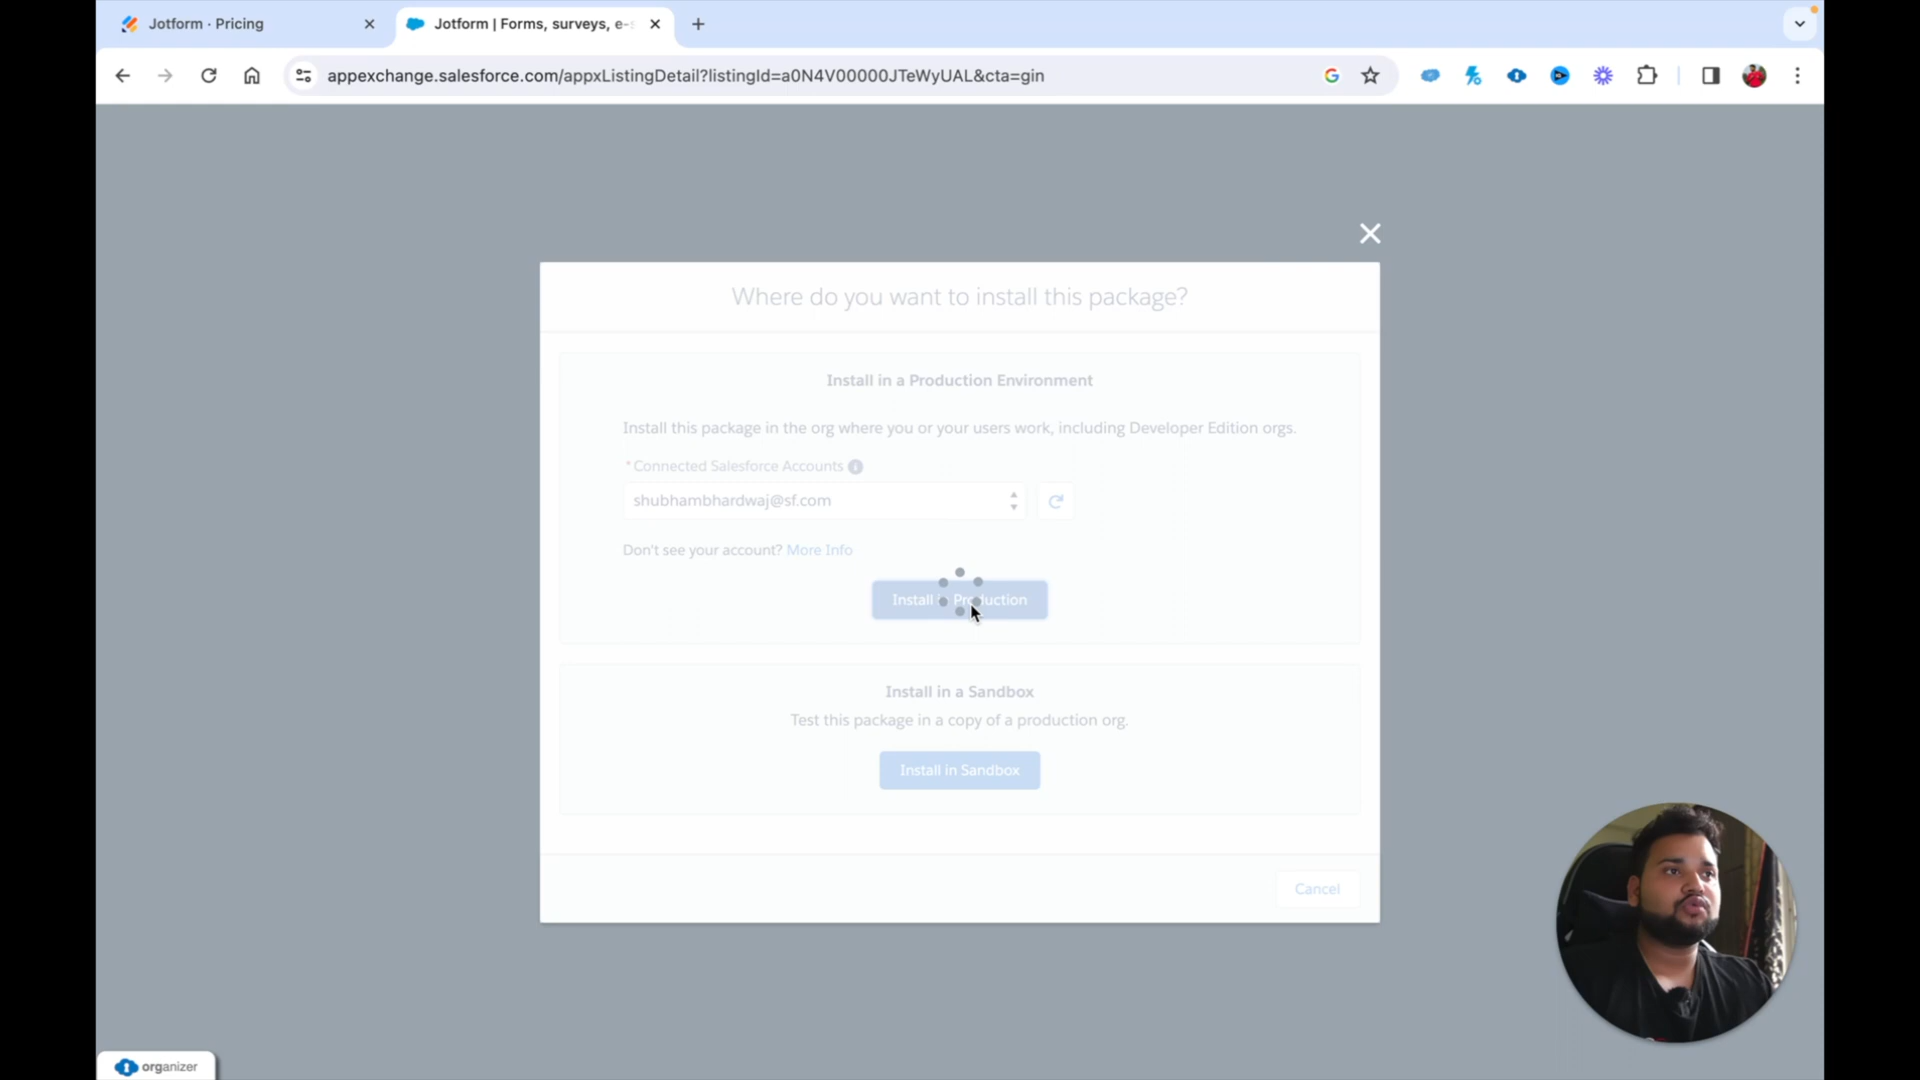 Jotform · Pricing
Jotform | Forms, surveys, e-s
appexchange.salesforce.com/appxListingDetail?listingId=a0N4V00000JTeWyUAL&cta=gin
Where do you want to install this package?
Install in a Production Environment
Install this package in the org where you or your users work, including Developer Edition orgs.
*Connected Salesforce Accounts
shubhambhardwaj@sf.com
Don't see your account? More Info
Install in Production
Install in a Sandbox
Test this package in a copy of a production org.
Install in Sandbox
Cancel
organizer